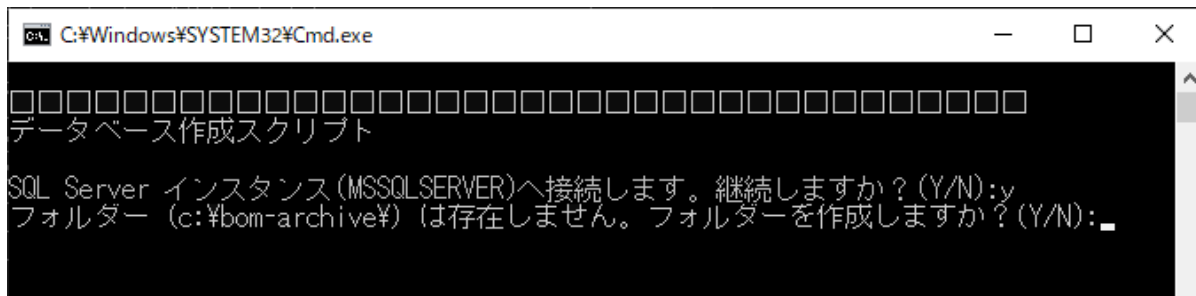 C:¥Windows¥SYSTEM32¥Cmd.exe
□□□□□□□□□□□□□□□□□□□□□□□□□□□□□□□□□□□□
データベース作成スクリプト
SQL Server インスタンス(MSSQLSERVER)へ接続します。継続しますか？(Y/N):y
フォルダー (c:¥bom-archive¥) は存在しません。フォルダーを作成しますか？(Y/N):